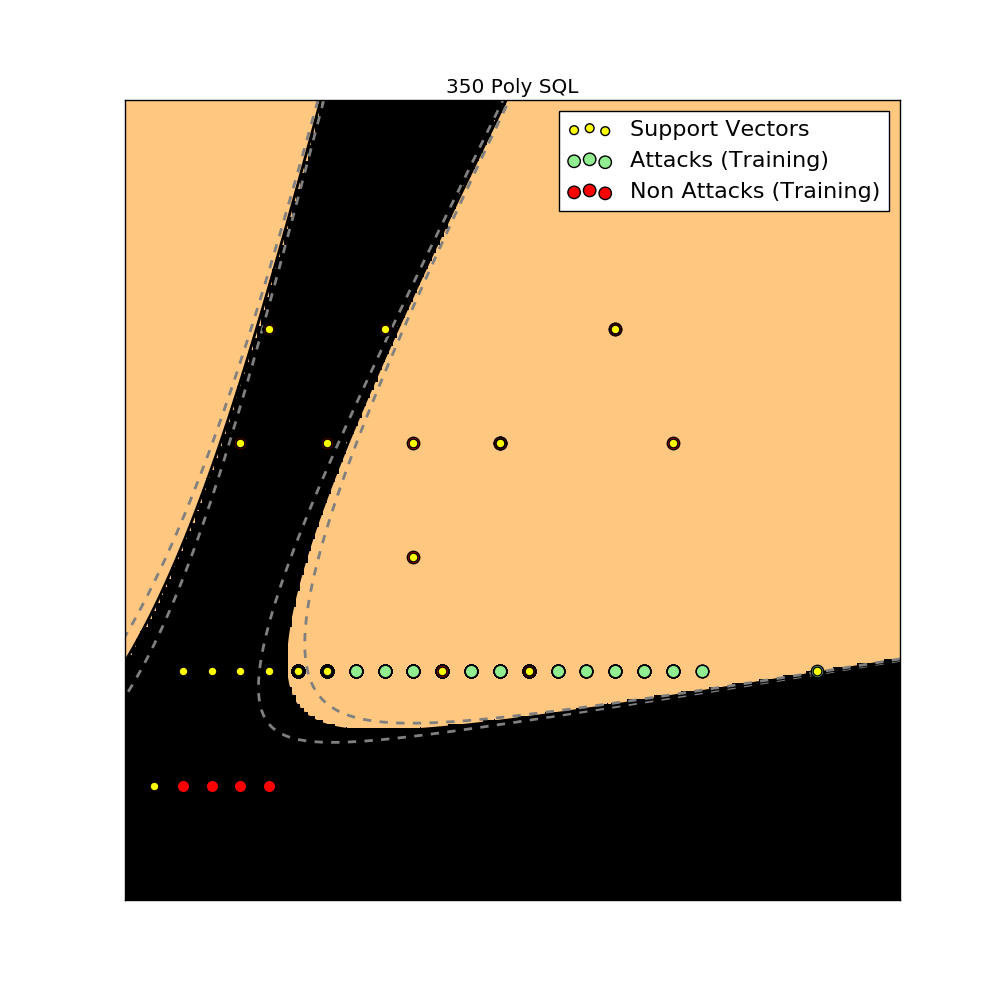 350 Poly SQL
Support Vectors
Attacks (Training)
Non Attacks (Training)